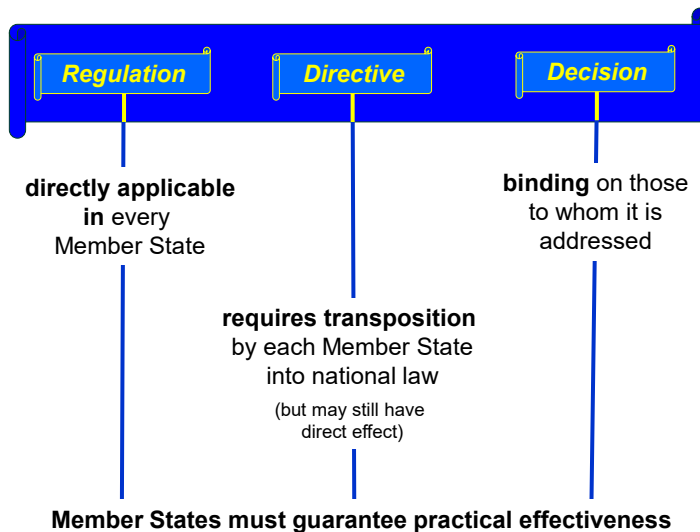 Regulation
Directive
Decision
directly applicable
in every
Member State
binding on those
to whom it is
addressed
requires transposition
by each Member State
into national law
(but may still have
direct effect)
Member States must guarantee practical effectiveness